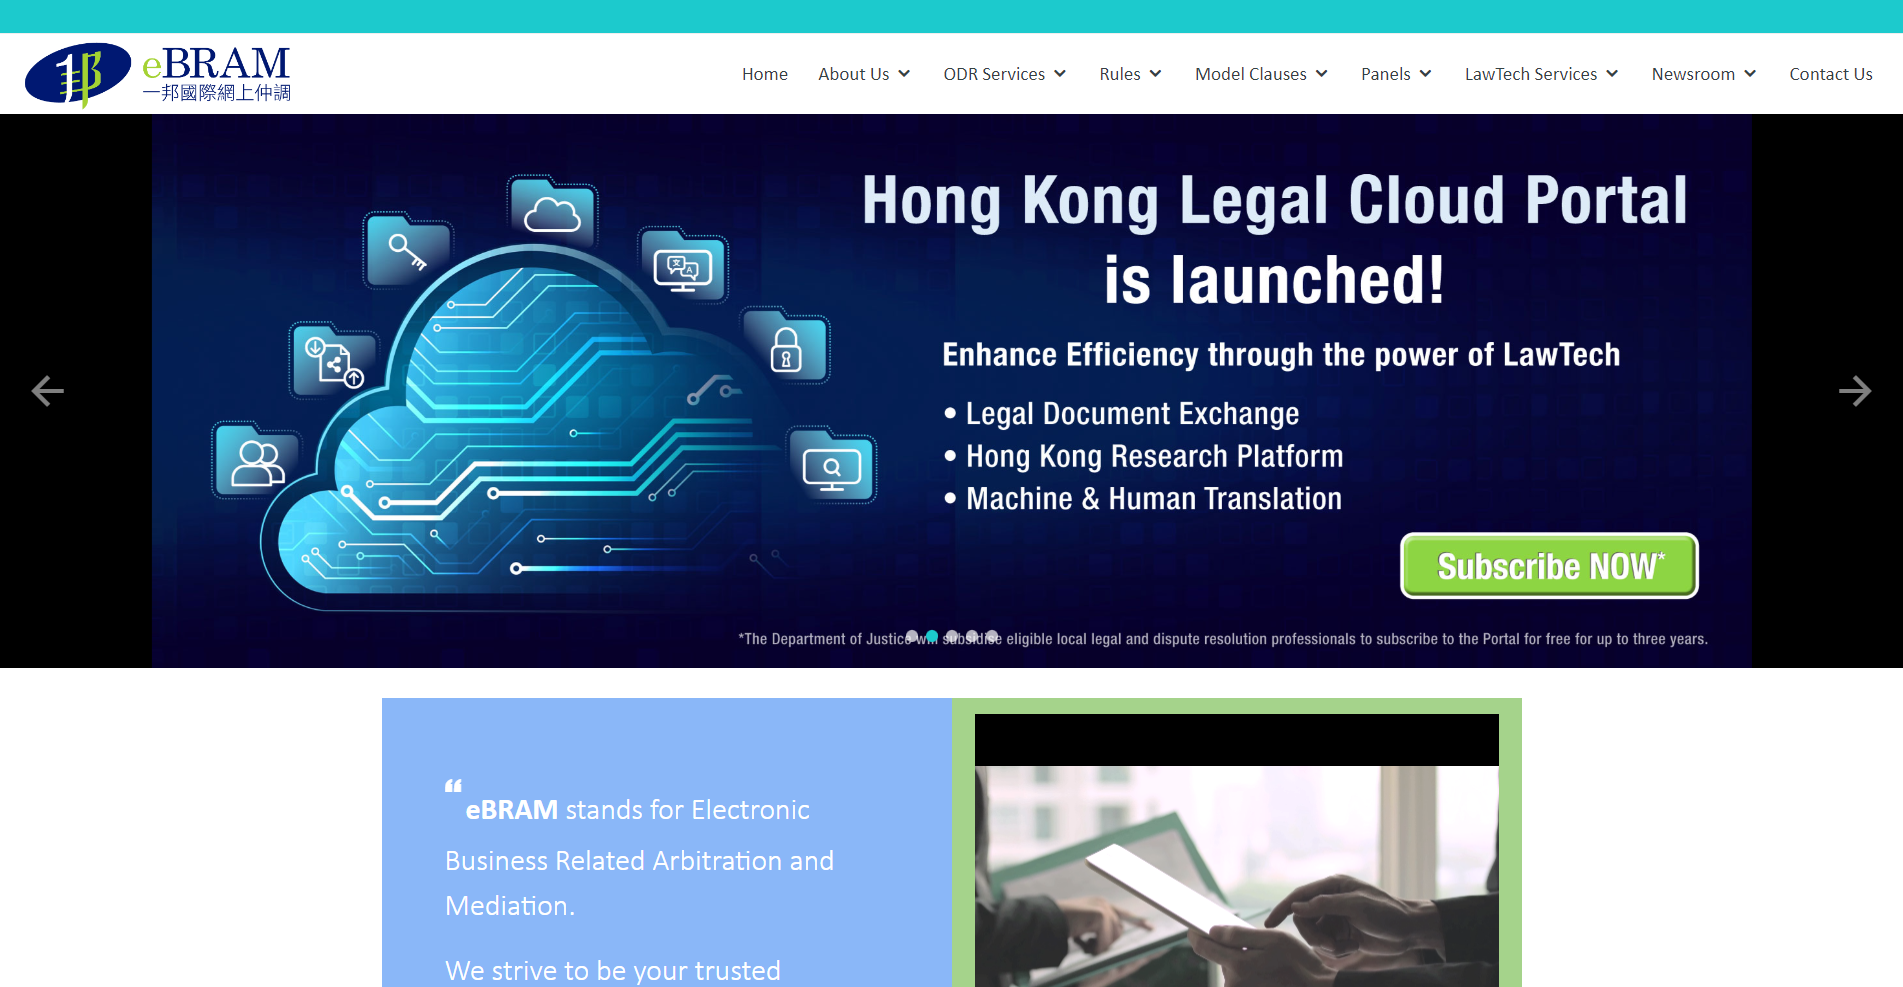 eBRAM
一邦國際網上仲調
Home About Us ODR Services Rules Model Clauses Panels LawTech Services Newsroom Contact Us
Hong Kong Legal Cloud Portal
is launched!
Enhance Efficiency through the power of LawTech
• Legal Document Exchange
• Hong Kong Research Platform
• Machine & Human Translation
Subscribe NOW*
*The Department of Justice will subsidise eligible local legal and dispute resolution professionals to subscribe to the Portal for free for up to three years.
“eBRAM stands for Electronic
Business Related Arbitration and
Mediation.
We strive to be your trusted